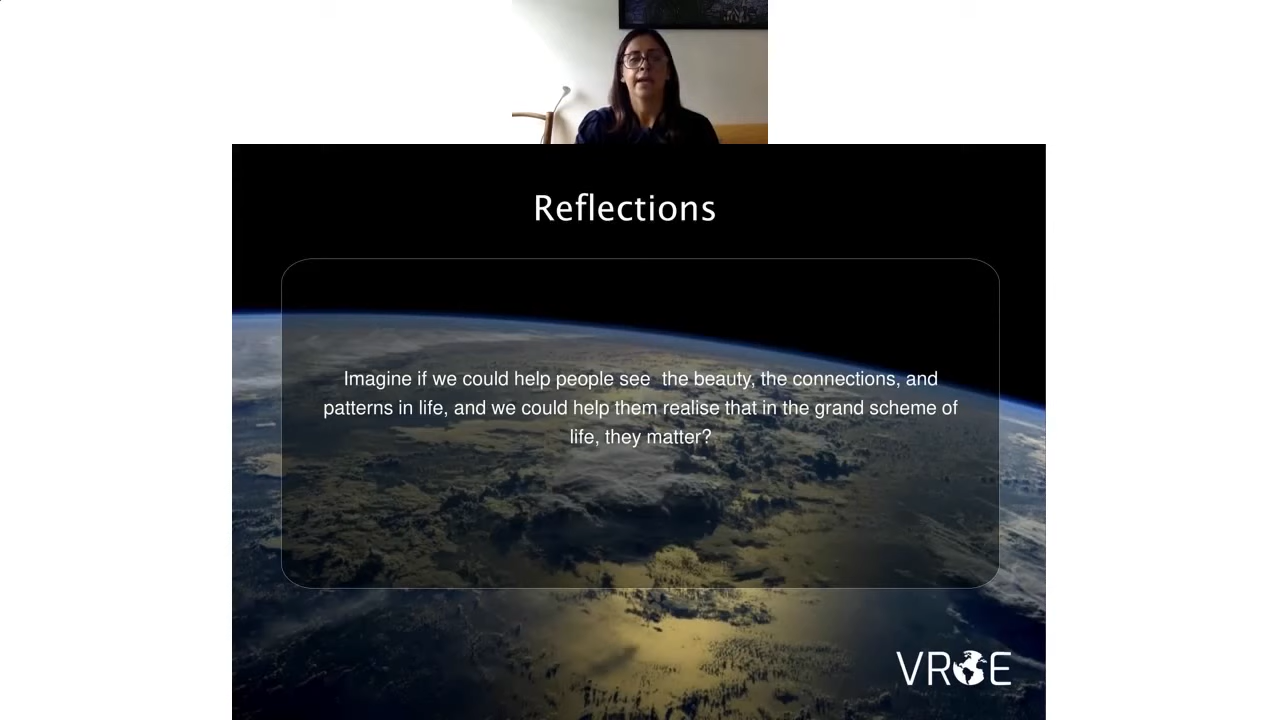 Reflections
Imagine if we could help people see  the beauty, the connections, and
patterns in life, and we could help them realise that in the grand scheme of
life, they matter?
VROE